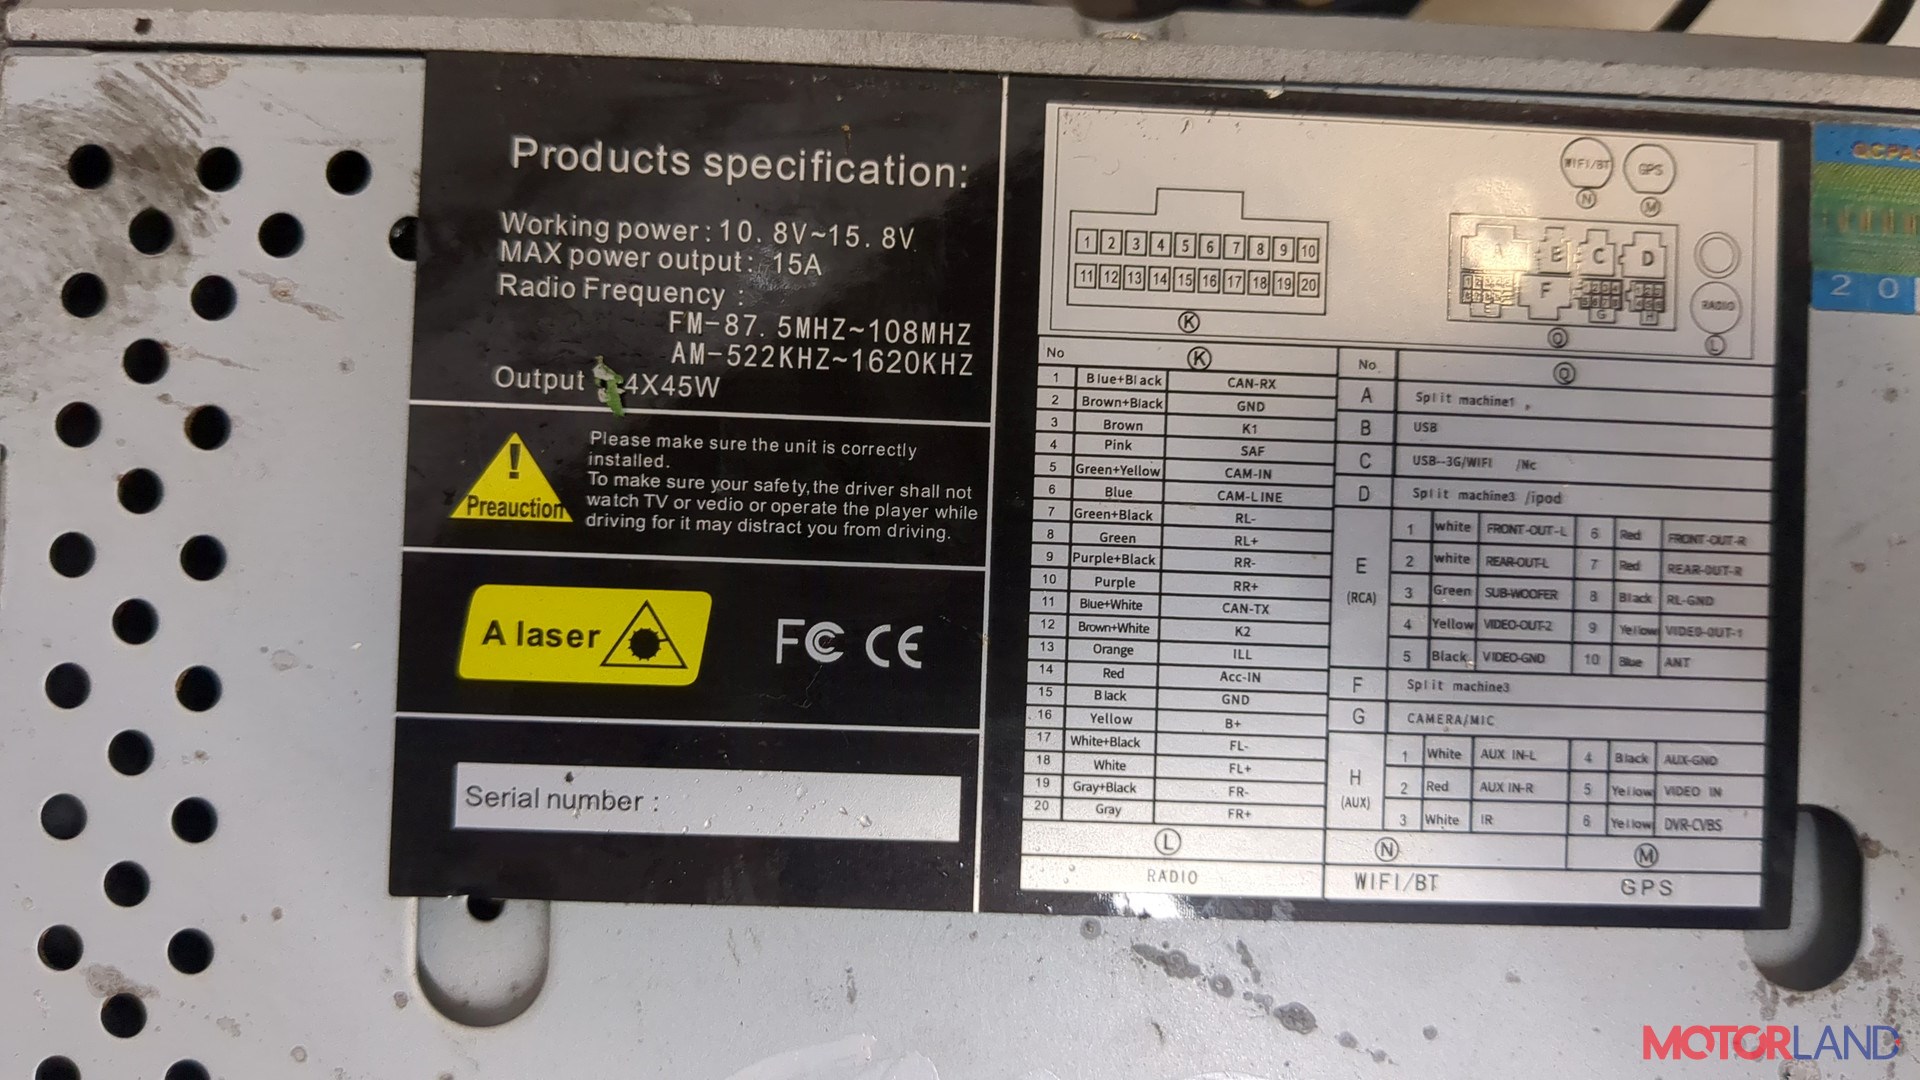 Products specification:
Working power: 10. 8V~15. 8V
MAX power output: 15A
Radio Frequency :
FM-87. 5MHZ~108MHZ
AM-522KHZ~1620KHZ
Output 4X45W
! Preauction
Please make sure the unit is correctly
installed.
To make sure your safety, the driver shall not
watch TV or vedio or operate the player while
driving for it may distract you from driving.
A laser
FC CE
Serial number :
WIFI/BT GPS
N M
1 2 3 4 5 6 7 8 9 10
11 12 13 14 15 16 17 18 19 20
K
A E C D
F
E G H
RADIO
Q L
No K
1 Blue+Black CAN-RX
2 Brown+Black GND
3 Brown K1
4 Pink SAF
5 Green+Yellow CAM-IN
6 Blue CAM-LINE
7 Green+Black RL-
8 Green RL+
9 Purple+Black RR-
10 Purple RR+
11 Blue+White CAN-TX
12 Brown+White K2
13 Orange ILL
14 Red Acc-IN
15 Black GND
16 Yellow B+
17 White+Black FL-
18 White FL+
19 Gray+Black FR-
20 Gray FR+
L
RADIO
No. Q
A Split machine1 ,
B USB
C USB--3G/WIFI /Nc
D Split machine3 /ipod
E (RCA)
1 white FRONT-OUT-L 6 Red FRONT-OUT-R
2 white REAR-OUT-L 7 Red REAR-OUT-R
3 Green SUB-WOOFER 8 Black RL-GND
4 Yellow VIDEO-OUT-2 9 Yellow VIDEO-OUT-1
5 Black VIDEO-GND 10 Blue ANT
F Split machine3
G CAMERA/MIC
H (AUX)
1 White AUX IN-L 4 Black AUX-GND
2 Red AUX IN-R 5 Yellow VIDEO IN
3 White IR 6 Yellow DVR-CVBS
N M
WIFI/BT GPS
2 0
MOTORLAND